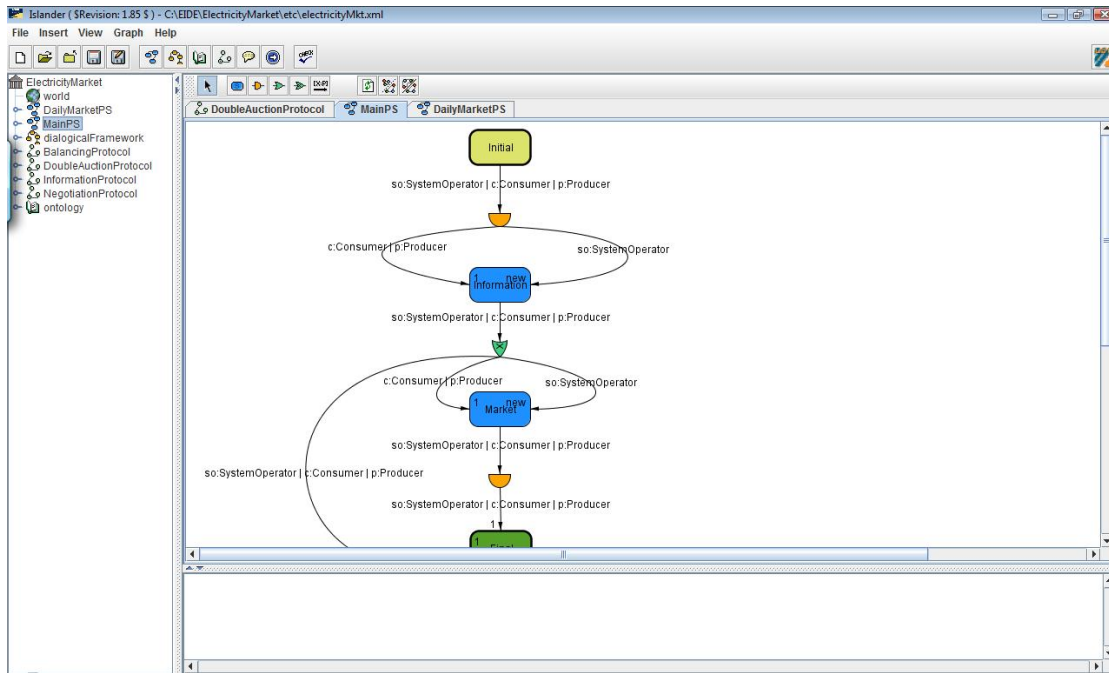 Islander ( $Revision: 1.85 $ ) - C:\EIDE\ElectricityMarket\etc\electricityMkt.xml
File Insert View Graph Help
ElectricityMarket
world
DailyMarketPS
MainPS
dialogicalFramework
BalancingProtocol
DoubleAuctionProtocol
InformationProtocol
NegotiationProtocol
ontology
DoubleAuctionProtocol MainPS DailyMarketPS
Initial
so:SystemOperator | c:Consumer | p:Producer
c:Consumer | p:Producer
so:SystemOperator
1 new
Information
so:SystemOperator | c:Consumer | p:Producer
c:Consumer | p:Producer
so:SystemOperator
1 new
Market
so:SystemOperator | c:Consumer | p:Producer
so:SystemOperator | c:Consumer | p:Producer
so:SystemOperator | c:Consumer | p:Producer
1
1
Final